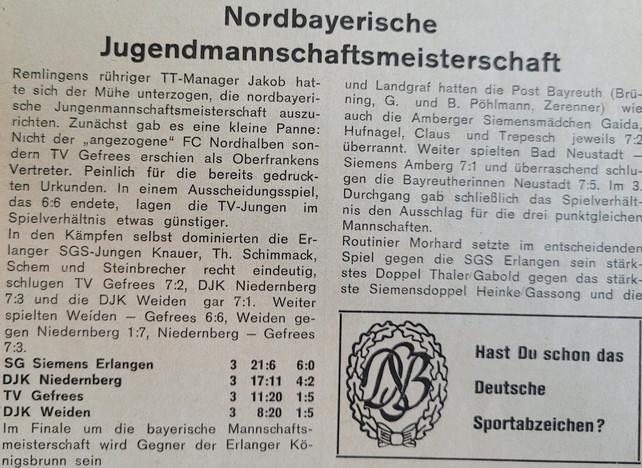 Nordbayerische
Jugendmannschaftsmeisterschaft
Remlingens rühriger TT-Manager Jakob hat-
te sich der Mühe unterzogen, die nordbayeri-
sche Jungenmannschaftsmeisterschaft auszu-
richten. Zunächst gab es eine kleine Panne:
Nicht der „angezogene" FC Nordhalben son-
dern TV Gefrees erschien als Oberfrankens
Vertreter. Peinlich für die bereits gedruck-
ten Urkunden. In einem Ausscheidungsspiel,
das 6:6 endete, lagen die TV-Jungen im
Spielverhältnis etwas günstiger.
In den Kämpfen selbst dominierten die Er-
langer SGS-Jungen Knauer, Th. Schimmack,
Schem und Steinbrecher recht eindeutig,
schlugen TV Gefrees 7:2, DJK Niedernberg
7:3 und die DJK Weiden gar 7:1. Weiter
spielten Weiden – Gefrees 6:6, Weiden ge-
gen Niedernberg 1:7, Niedernberg – Gefrees
7:3.
SG Siemens Erlangen 3 21:6 6:0
DJK Niedernberg 3 17:11 4:2
TV Gefrees 3 11:20 1:5
DJK Weiden 3 8:20 1:5
Im Finale um die bayerische Mannschafts-
meisterschaft wird Gegner der Erlanger Kö-
nigsbrunn sein
und Landgraf hatten die Post Bayreuth (Brü-
ning, G. und B. Pöhlmann, Zerenner) wie
auch die Amberger Siemensmädchen Gaida,
Hufnagel, Claus und Trepesch jeweils 7:2
überrannt. Weiter spielten Bad Neustadt –
Siemens Amberg 7:1 und überraschend schlu-
gen die Bayreutherinnen Neustadt 7:5. Im 3.
Durchgang gab schließlich das Spielverhält-
nis den Ausschlag für die drei punktgleichen
Mannschaften.
Routinier Morhard setzte im entscheidenden
Spiel gegen die SGS Erlangen sein stärk-
stes Doppel Thaler/Gabold gegen das stärk-
ste Siemensdoppel Heinke/Gassong und die
DSB
Hast Du schon das
Deutsche
Sportabzeichen?